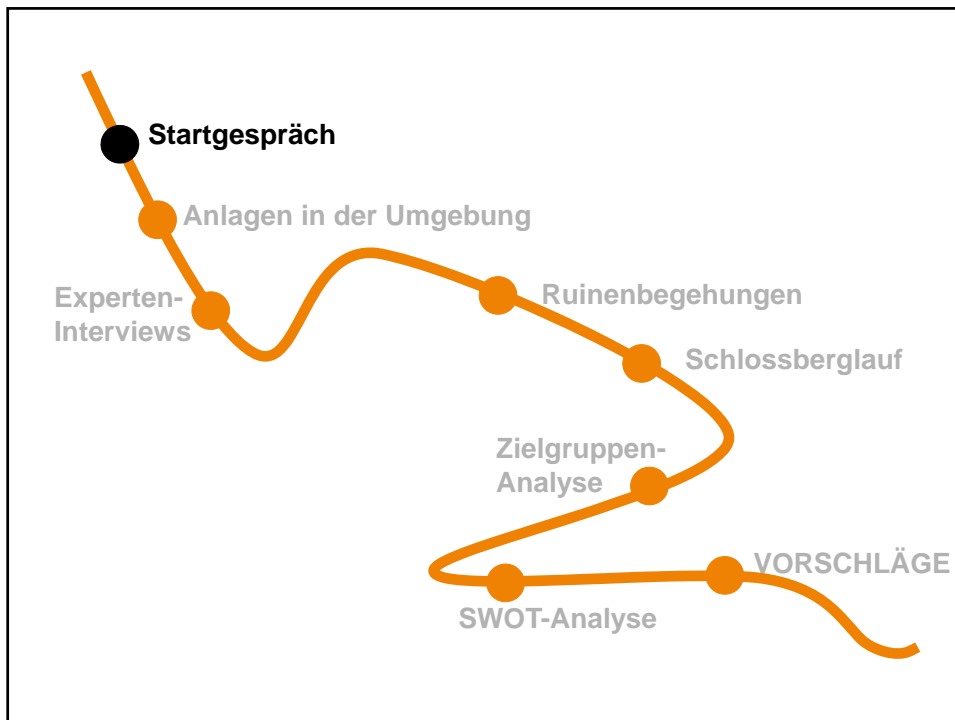 Startgespräch
Anlagen in der Umgebung
Experten-
Interviews
Ruinenbegehungen
Schlossberglauf
Zielgruppen-
Analyse
VORSCHLÄGE
SWOT-Analyse